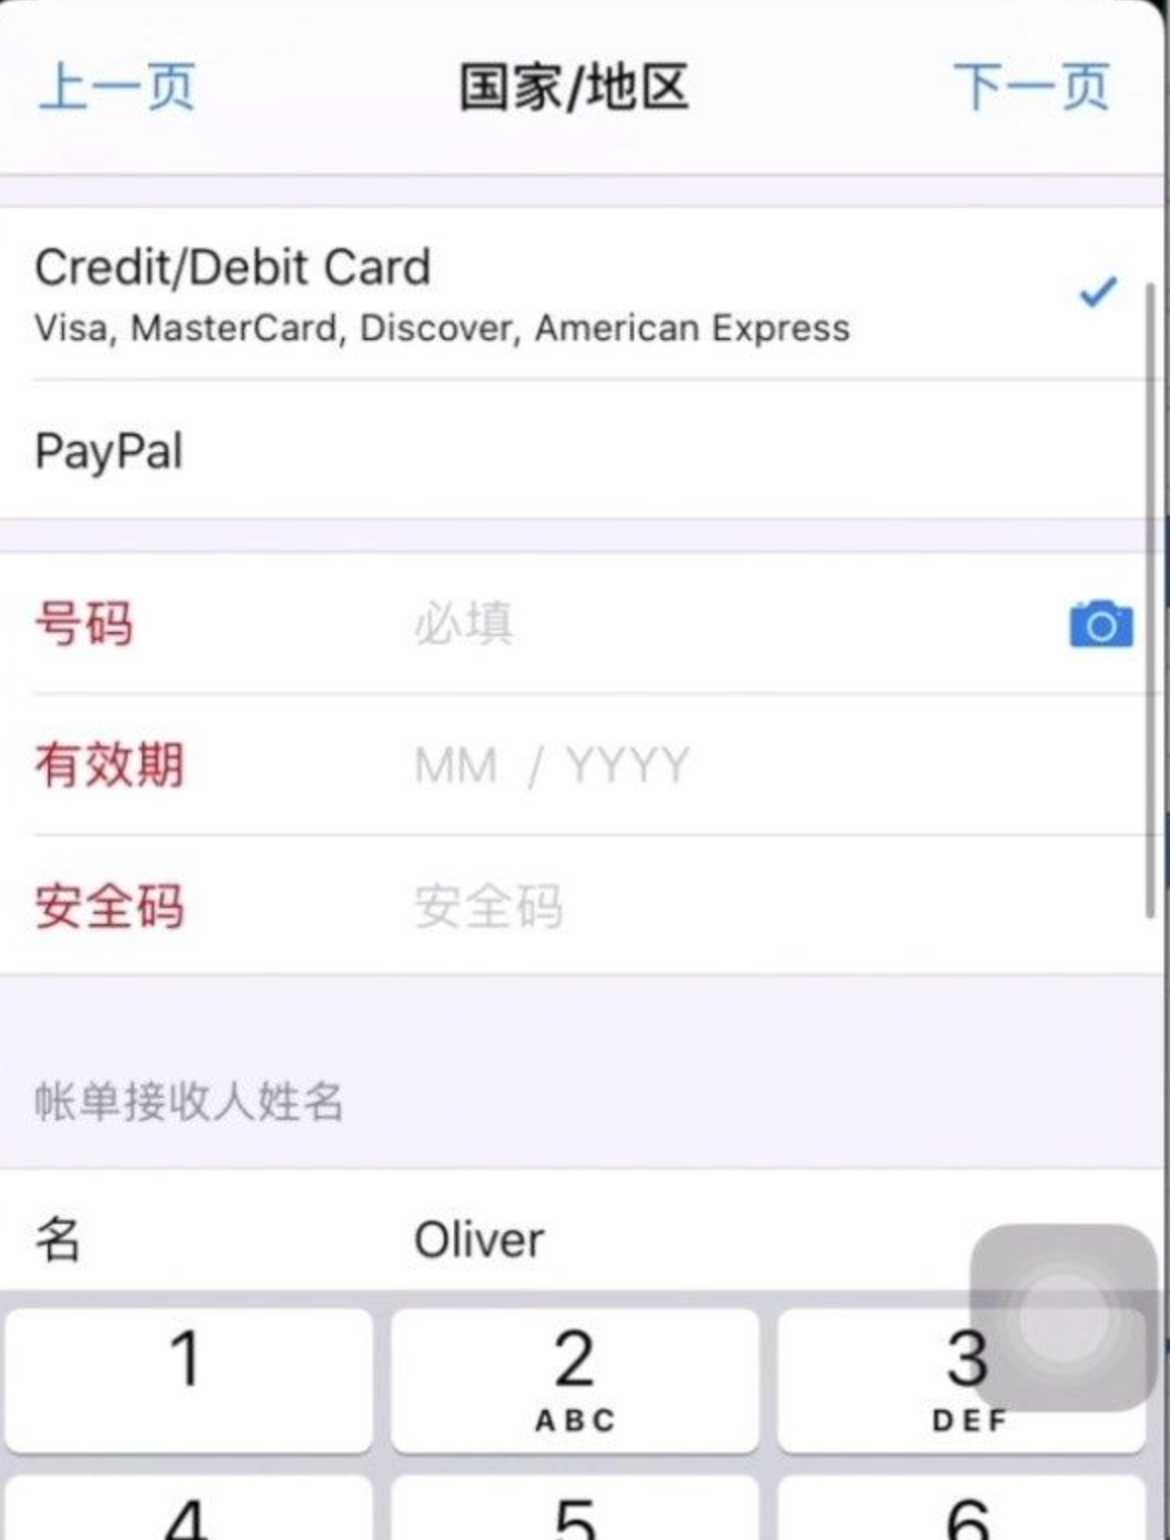 上一页 国家/地区 下一页
Credit/Debit Card
Visa, MasterCard, Discover, American Express
PayPal
号码 必填
有效期 MM / YYYY
安全码 安全码
帐单接收人姓名
名 Oliver
1 2 3
ABC DEF
4 5 6